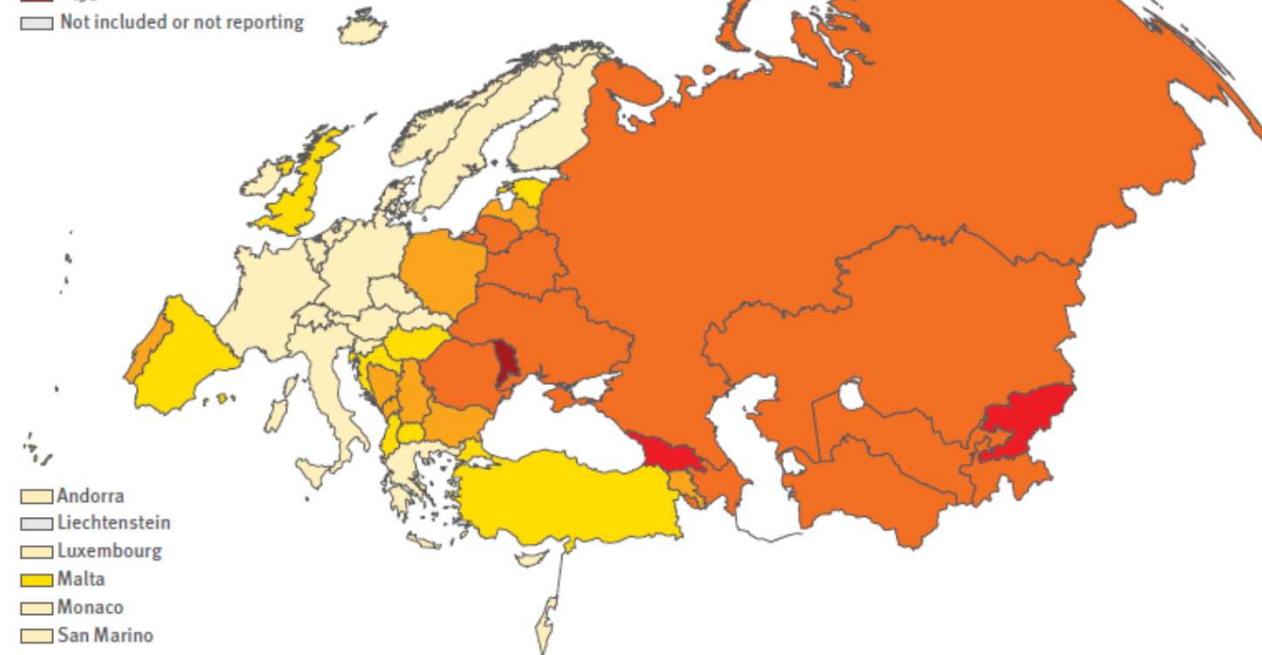 Not included or not reporting
Andorra
Liechtenstein
Luxembourg
Malta
Monaco
San Marino